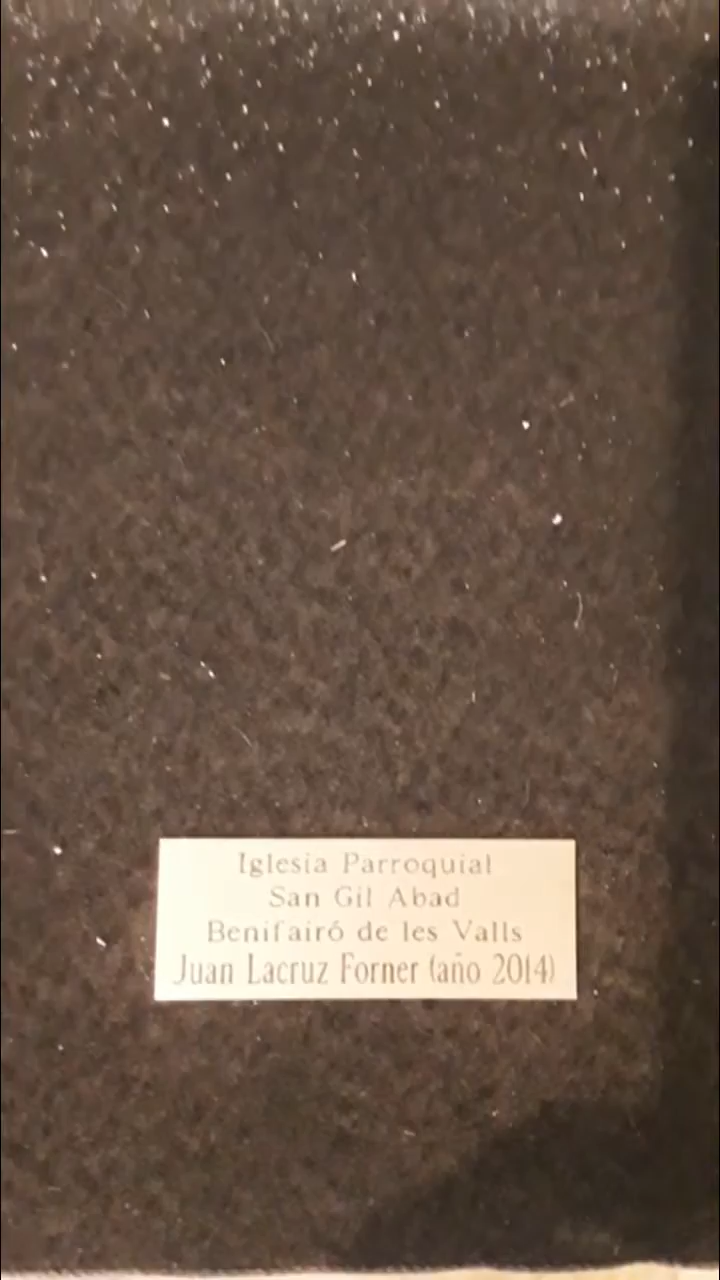 Iglesia Parroquial
San Gil Abad
Benifairó de les Valls
Juan Lacruz Forner (año 2014)